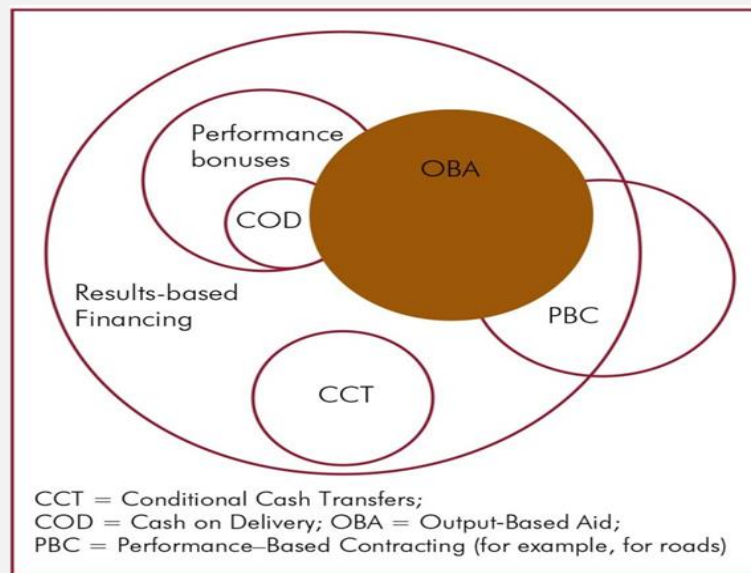 Performance
bonuses
OBA
COD
Results-based
Financing
PBC
CCT
CCT = Conditional Cash Transfers;
COD = Cash on Delivery; OBA = Output-Based Aid;
PBC = Performance–Based Contracting (for example, for roads)